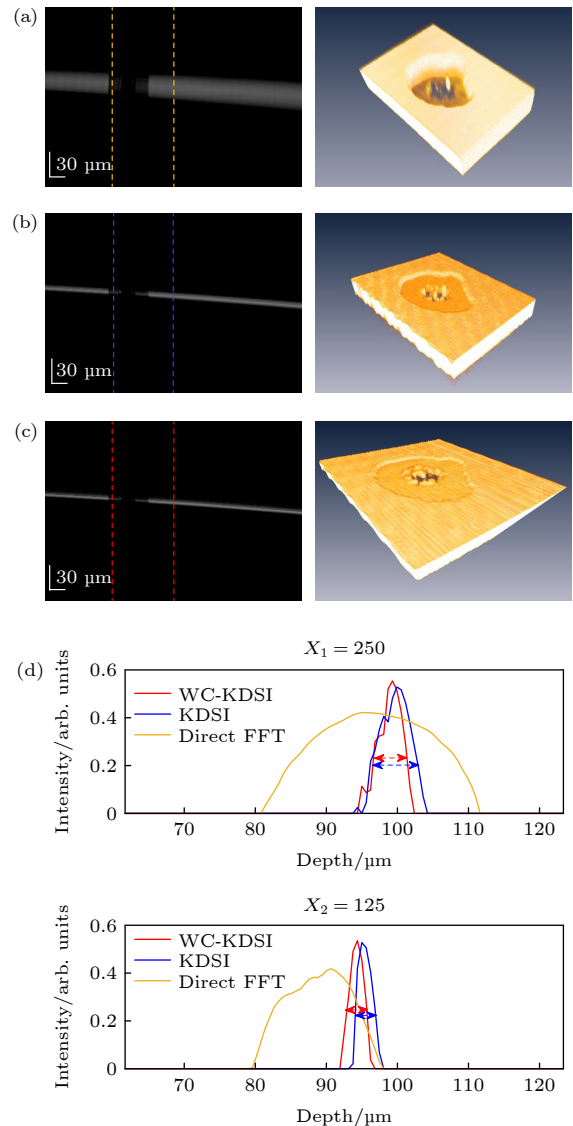 (a)
30 µm
(b)
30 µm
(c)
30 µm
(d)
X₁ = 250
Intensity/arb. units
0.6
0.4
0.2
0
WC-KDSI
KDSI
Direct FFT
70 80 90 100 110 120
Depth/µm
X₂ = 125
Intensity/arb. units
0.6
0.4
0.2
0
WC-KDSI
KDSI
Direct FFT
70 80 90 100 110 120
Depth/µm